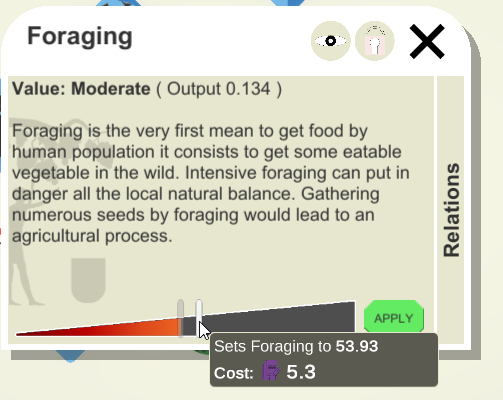 Foraging
Value: Moderate ( Output 0.134 )
Foraging is the very first mean to get food by
human population it consists to get some eatable
vegetable in the wild. Intensive foraging can put in
danger all the local natural balance. Gathering
numerous seeds by foraging would lead to an
agricultural process.
Relations
APPLY
Sets Foraging to 53.93
Cost: 5.3